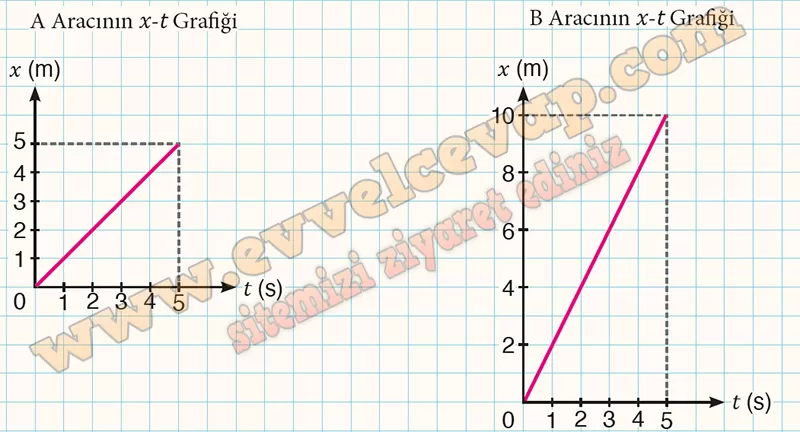 A Aracının x-t Grafiği
x (m)
5
4
3
2
1
0 1 2 3 4 5 t (s)
B Aracının x-t Grafiği
x (m)
10
8
6
4
2
0 1 2 3 4 5 t (s)
www.evvelcevap.com
sitemizi ziyaret ediniz